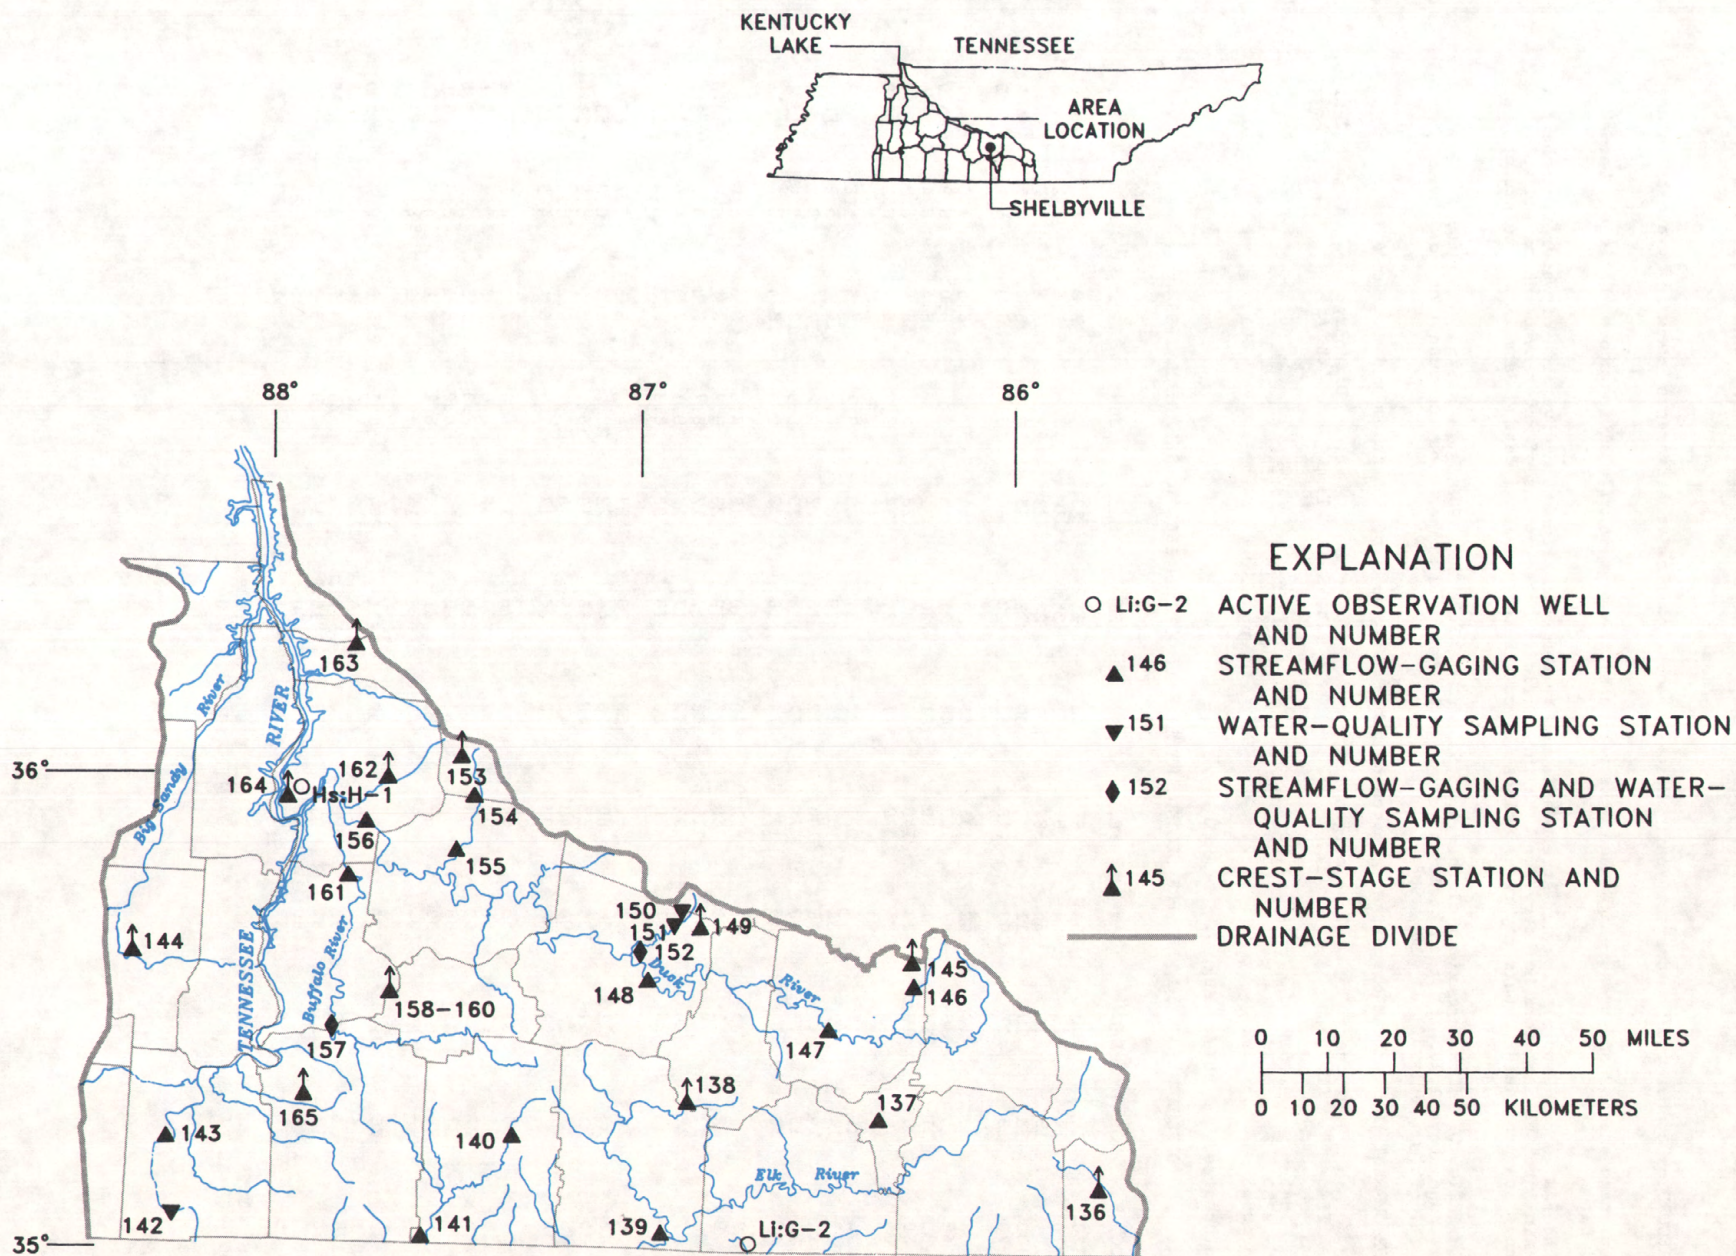 KENTUCKY
LAKE
TENNESSEE
AREA
LOCATION
SHELBYVILLE
88°
87°
86°
EXPLANATION
Li:G-2 ACTIVE OBSERVATION WELL
AND NUMBER
146 STREAMFLOW-GAGING STATION
AND NUMBER
151 WATER-QUALITY SAMPLING STATION
AND NUMBER
152 STREAMFLOW-GAGING AND WATER-
QUALITY SAMPLING STATION
AND NUMBER
145 CREST-STAGE STATION AND
NUMBER
DRAINAGE DIVIDE
0 10 20 30 40 50 MILES
0 10 20 30 40 50 KILOMETERS
163
River
RIVER
36°
162
153
164
Hs:H-1
Big Sandy
154
156
155
161
150
151
149
144
152
TENNESSEE
Buffalo River
Duck
River
145
148
146
158-160
157
147
138
165
137
143
140
Elk River
136
142
141
139
Li:G-2
35°